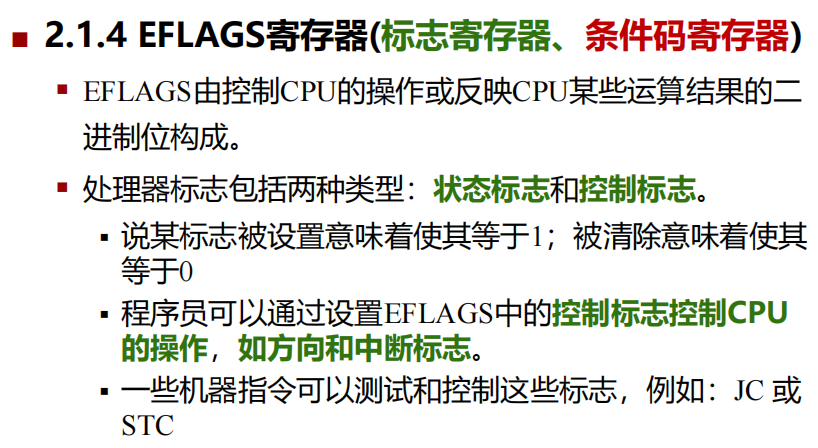 2.1.4 EFLAGS寄存器(标志寄存器、条件码寄存器)
EFLAGS由控制CPU的操作或反映CPU某些运算结果的二
进制位构成。
处理器标志包括两种类型：状态标志和控制标志。
说某标志被设置意味着使其等于1；被清除意味着使其
等于0
程序员可以通过设置EFLAGS中的控制标志控制CPU
的操作，如方向和中断标志。
一些机器指令可以测试和控制这些标志，例如：JC 或
STC